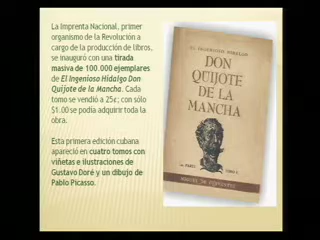 La Imprenta Nacional, primer
organismo de la Revolución a
cargo de la producción de libros,
se inauguró con una tirada
masiva de 100.000 ejemplares
de El Ingenioso Hidalgo Don
Quijote de la Mancha. Cada
tomo se vendió a 25¢; con sólo
$1.00 se podía adquirir toda la
obra.
Esta primera edición cubana
apareció en cuatro tomos con
viñetas e ilustraciones de
Gustavo Doré y un dibujo de
Pablo Picasso.
EL INGENIOSO HIDALGO
DON
QUIJOTE
DE LA
MANCHA